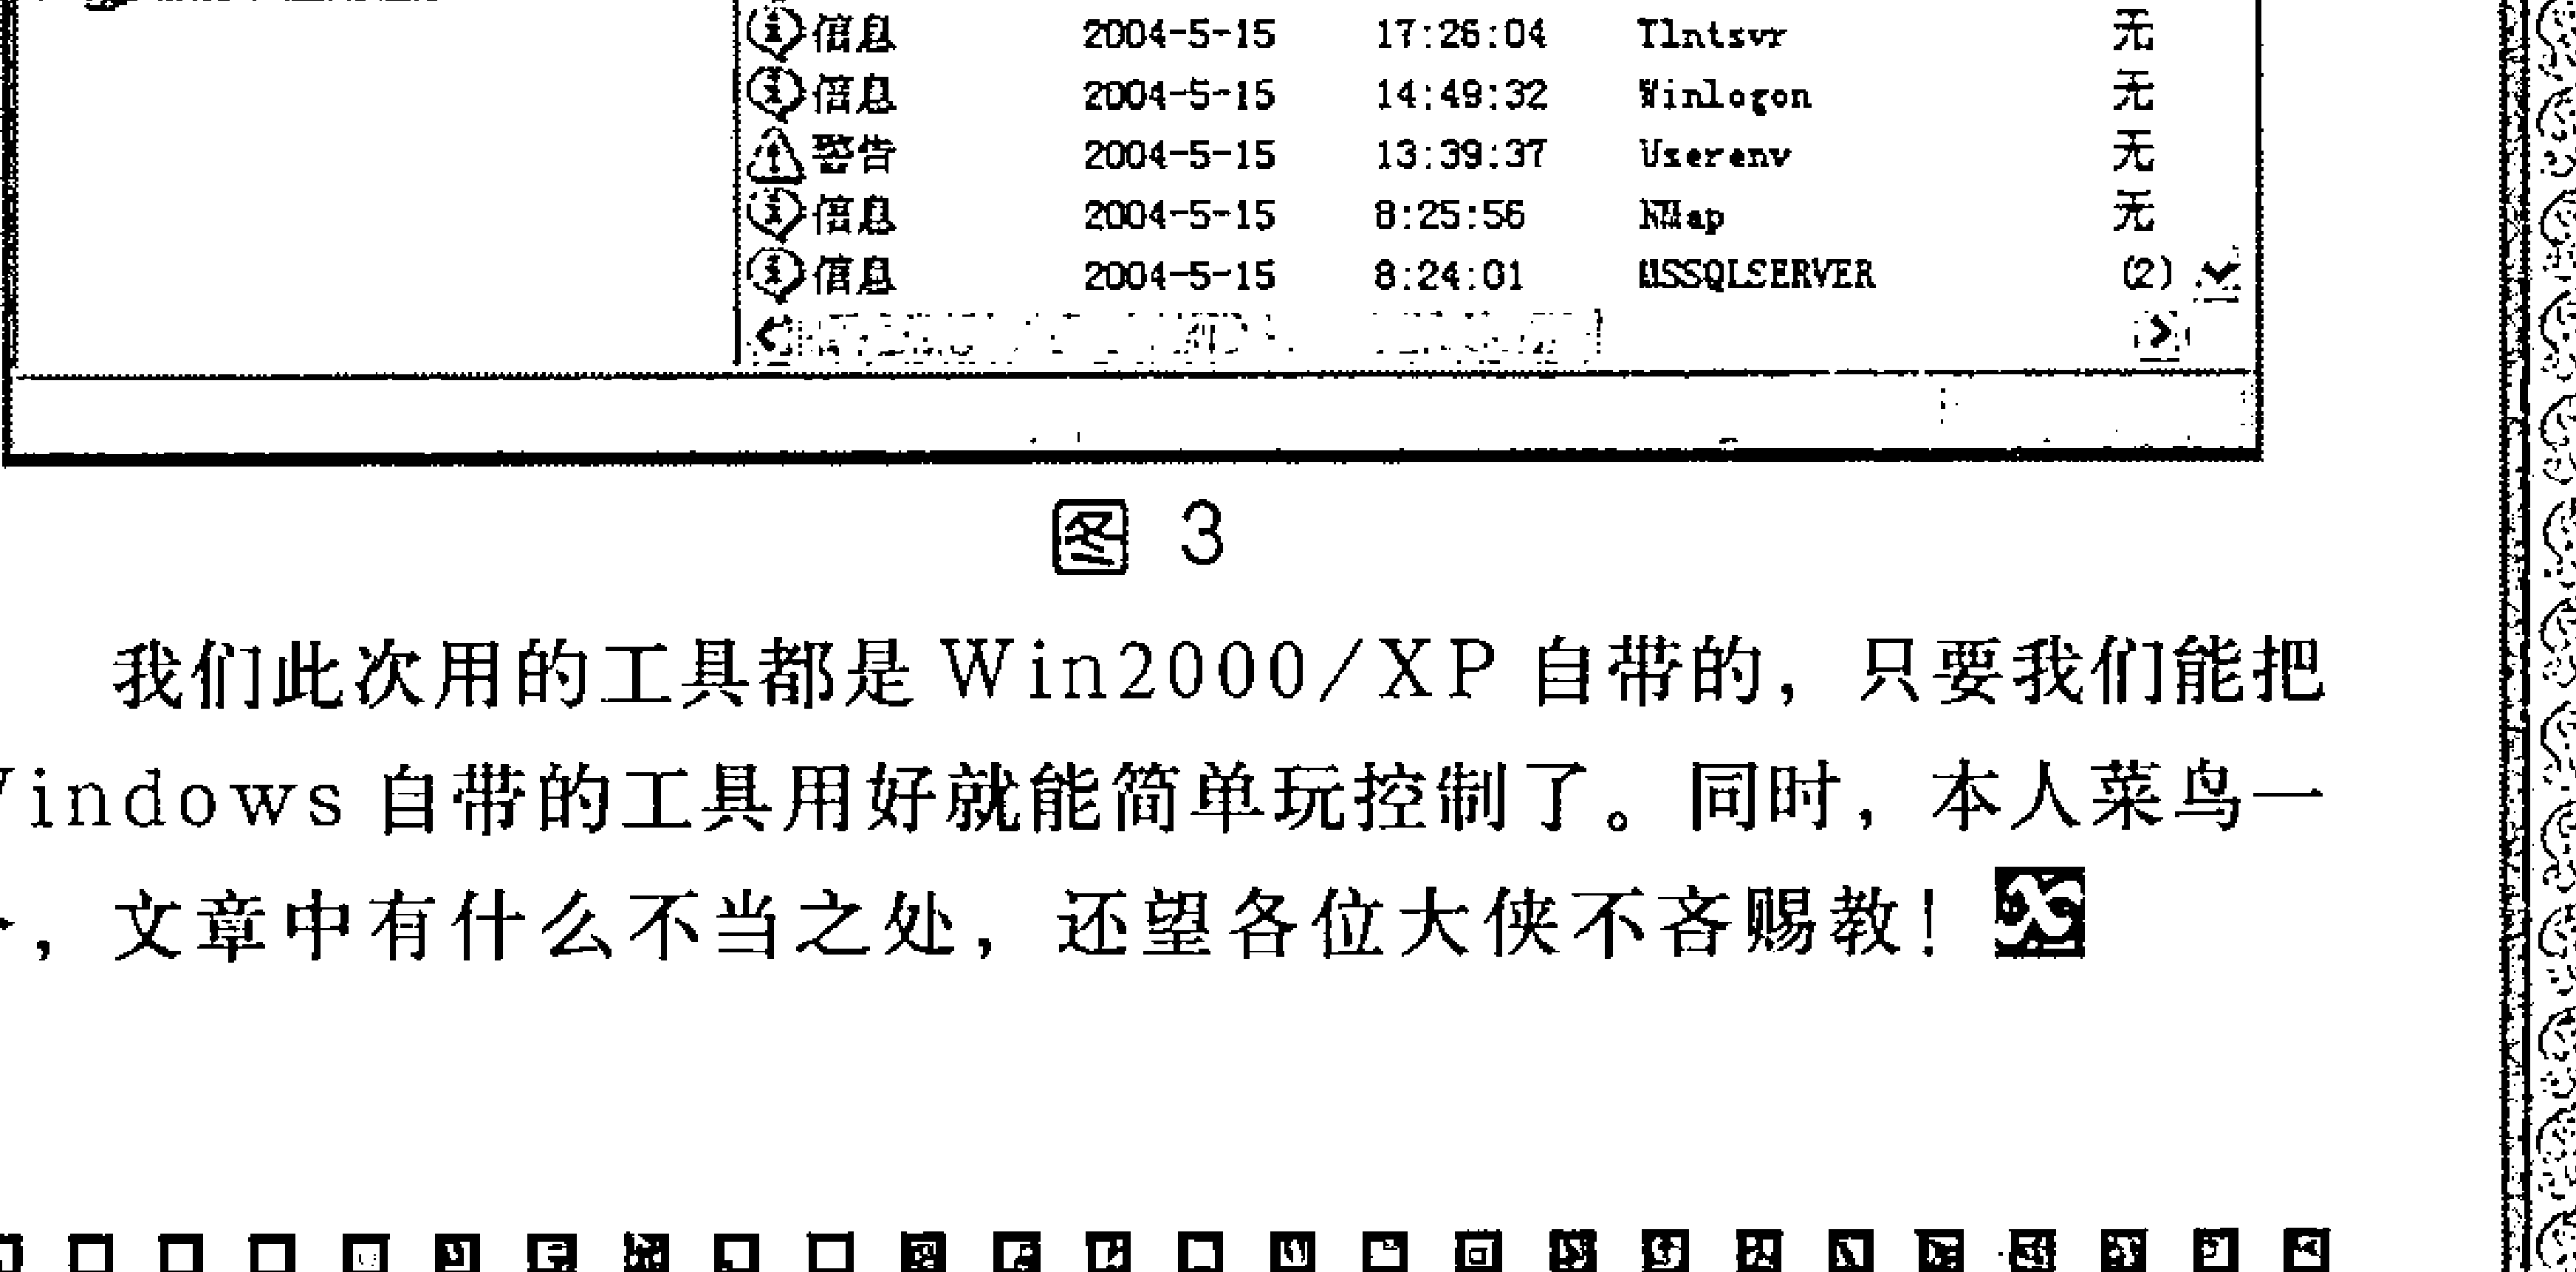 信息 2004-5-15 17:26:04 Tlntsvr 无
信息 2004-5-15 14:49:32 Winlogon 无
警告 2004-5-15 13:39:37 Userenv 无
信息 2004-5-15 8:25:56 NMap 无
信息 2004-5-15 8:24:01 MSSQLSERVER (2)
图 3
我们此次用的工具都是 Win2000/XP 自带的，只要我们能把
Windows 自带的工具用好就能简单玩控制了。同时，本人菜鸟一
，文章中有什么不当之处，还望各位大侠不吝赐教！